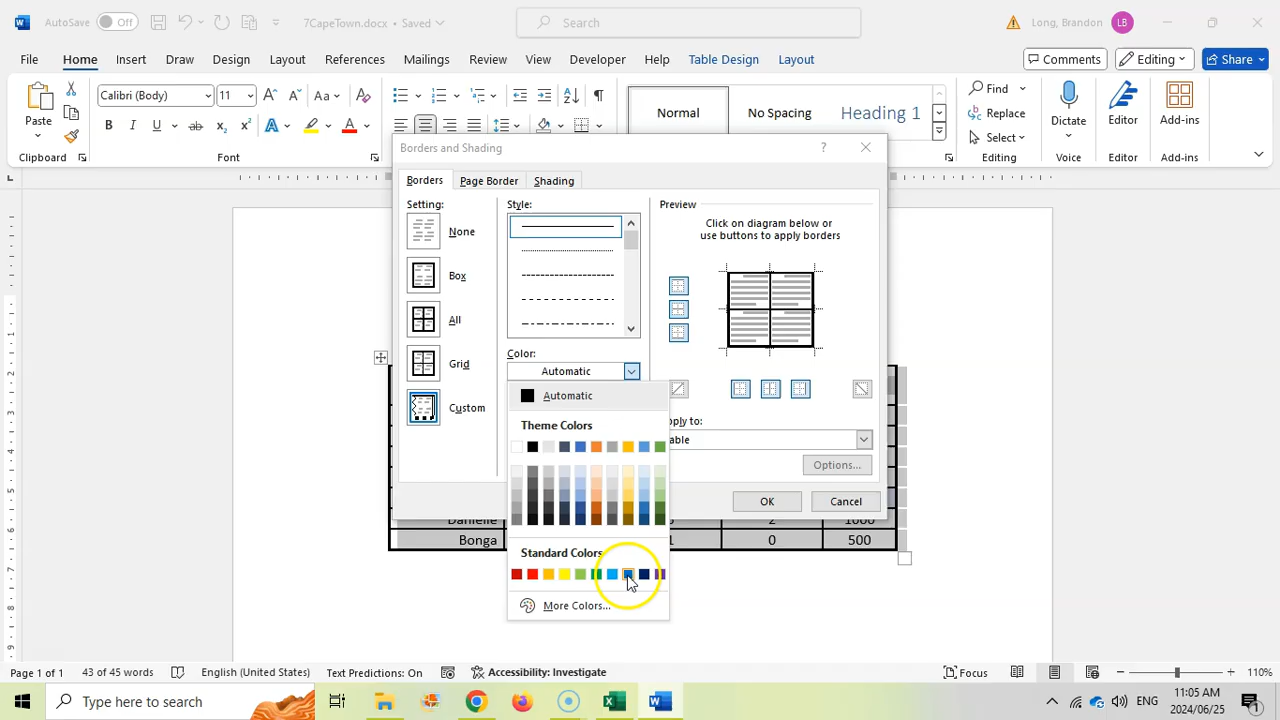 AutoSave Off 7CapeTown.docx • Saved Search Long, Brandon LB
File Home Insert Draw Design Layout References Mailings Review View Developer Help Table Design Layout Comments Editing Share
Paste Calibri (Body) 11 Aa Normal No Spacing Heading 1 Find Replace Select Dictate Editor Add-ins
Clipboard Font Editing Voice Editor Add-ins
Borders and Shading ?
Borders Page Border Shading
Setting: Style: Preview
None Click on diagram below or
use buttons to apply borders
Box
All
Color:
Grid Automatic
Automatic
Custom
Theme Colors
Options...
OK Cancel
Danielle 2 1000
Bonga 1 0 500
Standard Colors
More Colors...
Page 1 of 1 43 of 45 words English (United States) Text Predictions: On Accessibility: Investigate Focus 110%
Type here to search ENG 11:05 AM
2024/06/25 1